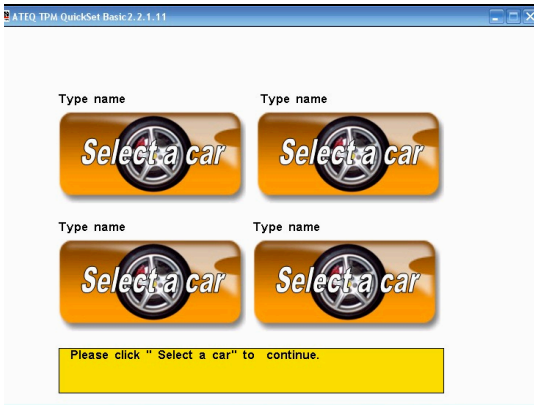 ATEQ TPM QuickSet Basic2.2.1.11
Type name Type name
Select a car Select a car
Type name Type name
Select a car Select a car
Please click " Select a car" to continue.